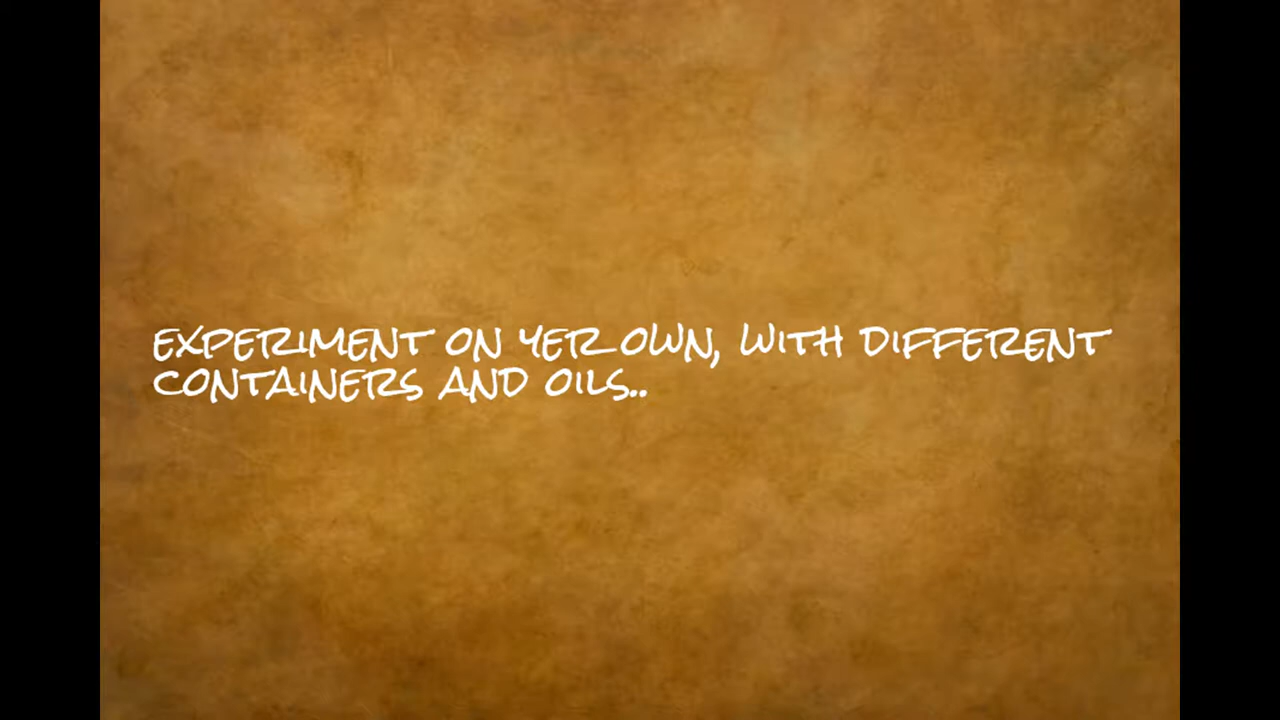 EXPERIMENT ON YER OWN, WITH DIFFERENT
CONTAINERS AND OILS..